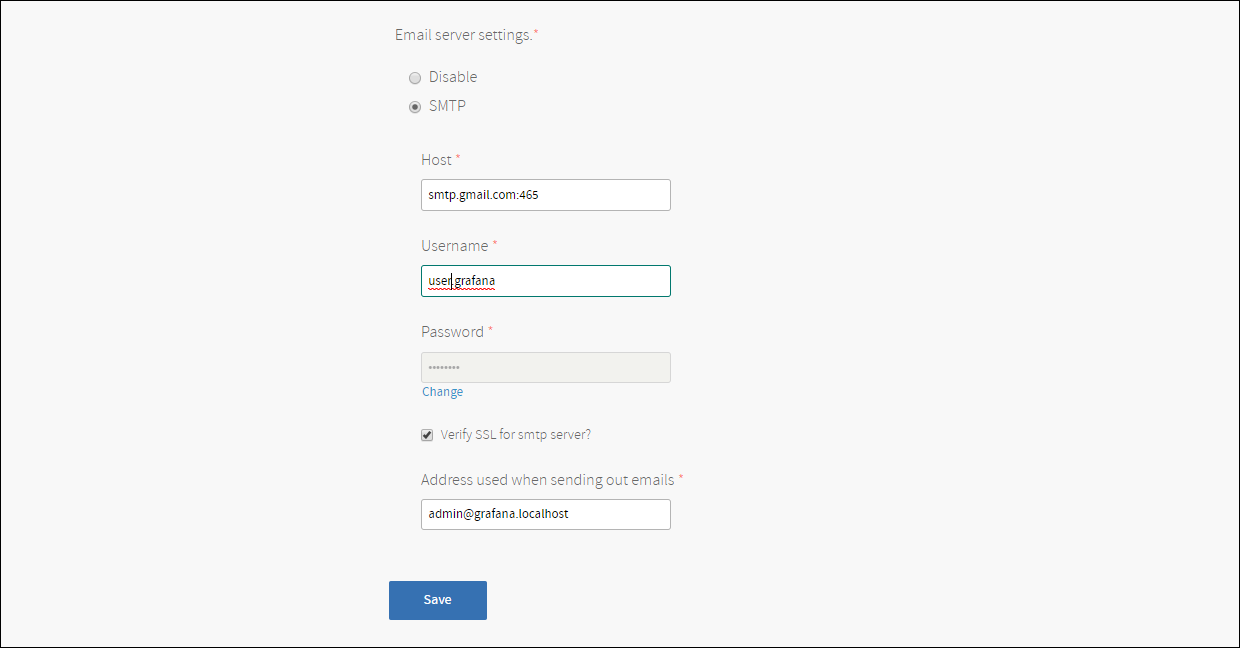 Email server settings.*
Disable
SMTP
Host *
smtp.gmail.com:465
Username *
user.grafana
Password *
••••••••
Change
Verify SSL for smtp server?
Address used when sending out emails *
admin@grafana.localhost
Save